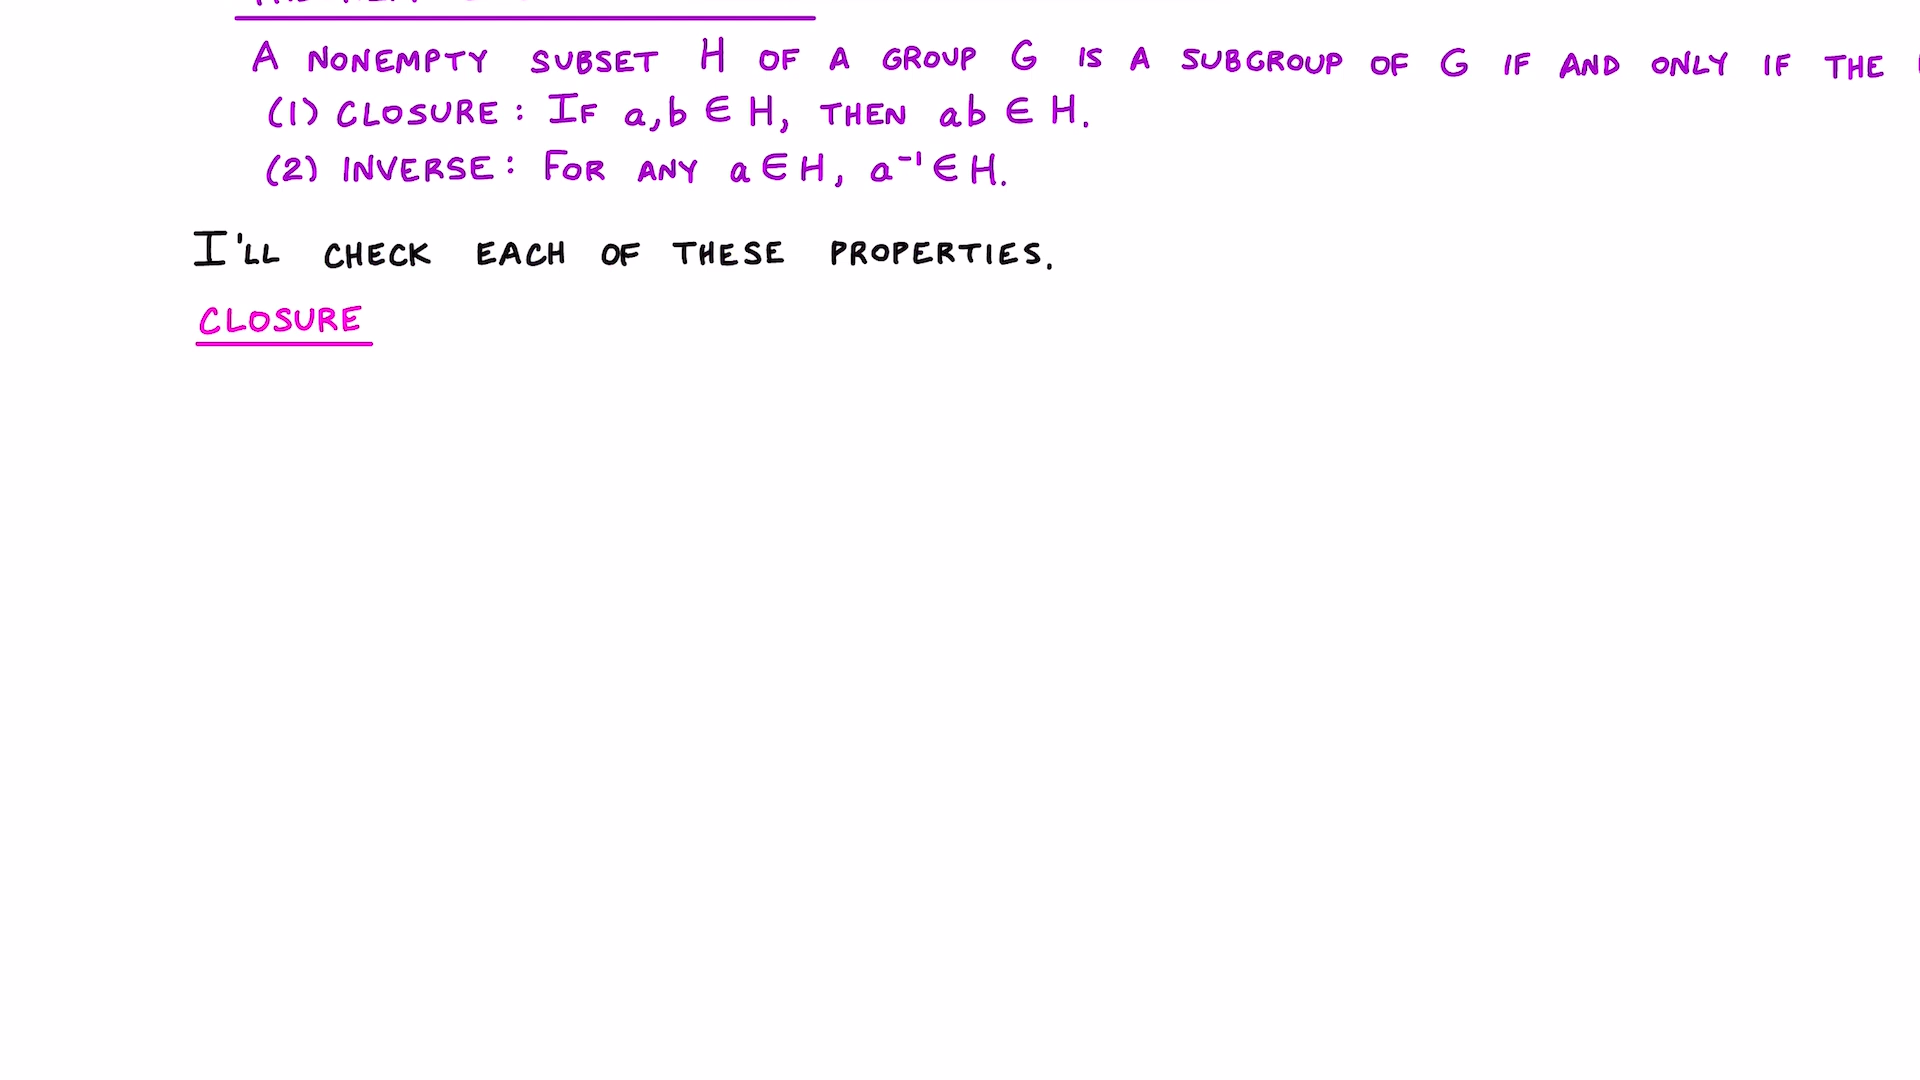 A NONEMPTY SUBSET H OF A GROUP G IS A SUBGROUP OF G IF AND ONLY IF THE
(1) CLOSURE: IF a,b ∈ H, THEN ab ∈ H.
(2) INVERSE: FOR ANY a ∈ H, a⁻¹ ∈ H.
I'LL CHECK EACH OF THESE PROPERTIES.
CLOSURE